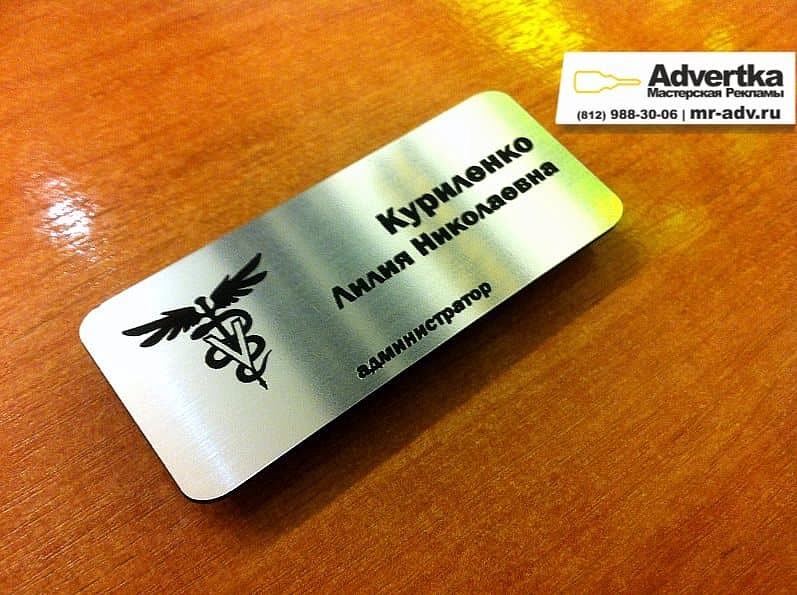 Advertka
Мастерская Рекламы
(812) 988-30-06 | mr-adv.ru
Куриленко
Лилия Николаевна
администратор
V